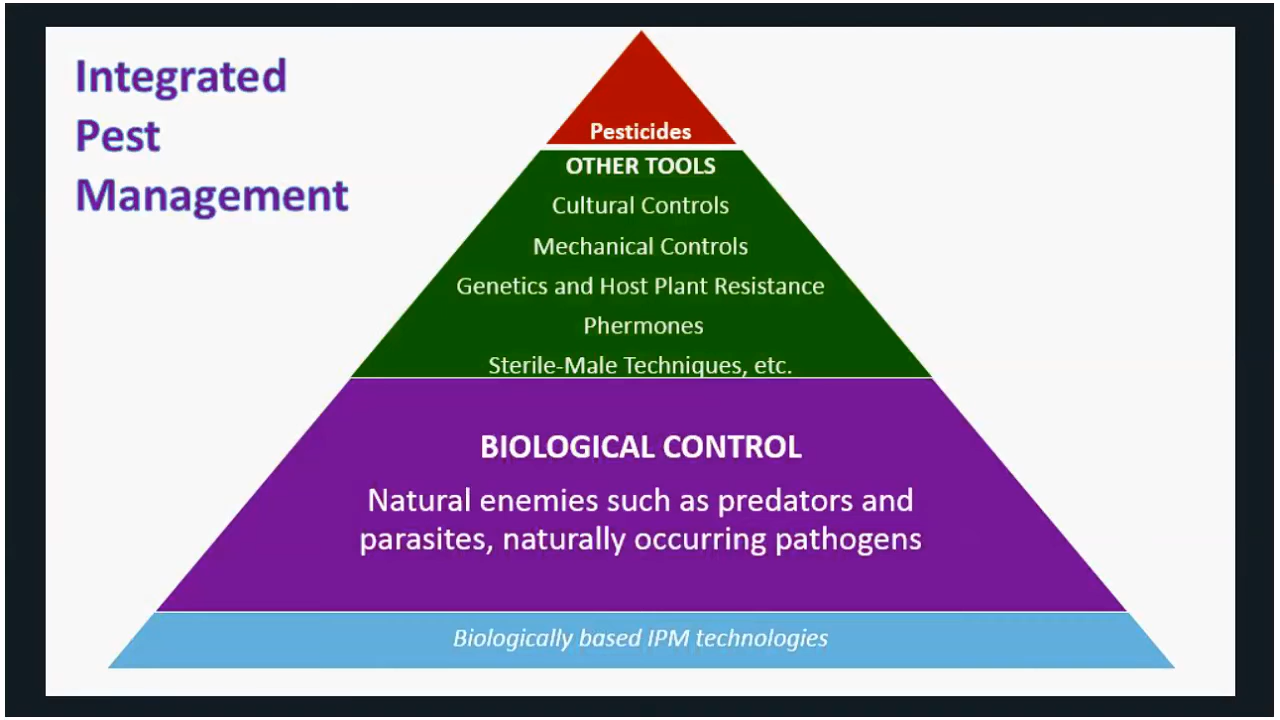 Integrated
Pest
Management
Pesticides
OTHER TOOLS
Cultural Controls
Mechanical Controls
Genetics and Host Plant Resistance
Phermones
Sterile-Male Techniques, etc.
BIOLOGICAL CONTROL
Natural enemies such as predators and
parasites, naturally occurring pathogens
Biologically based IPM technologies